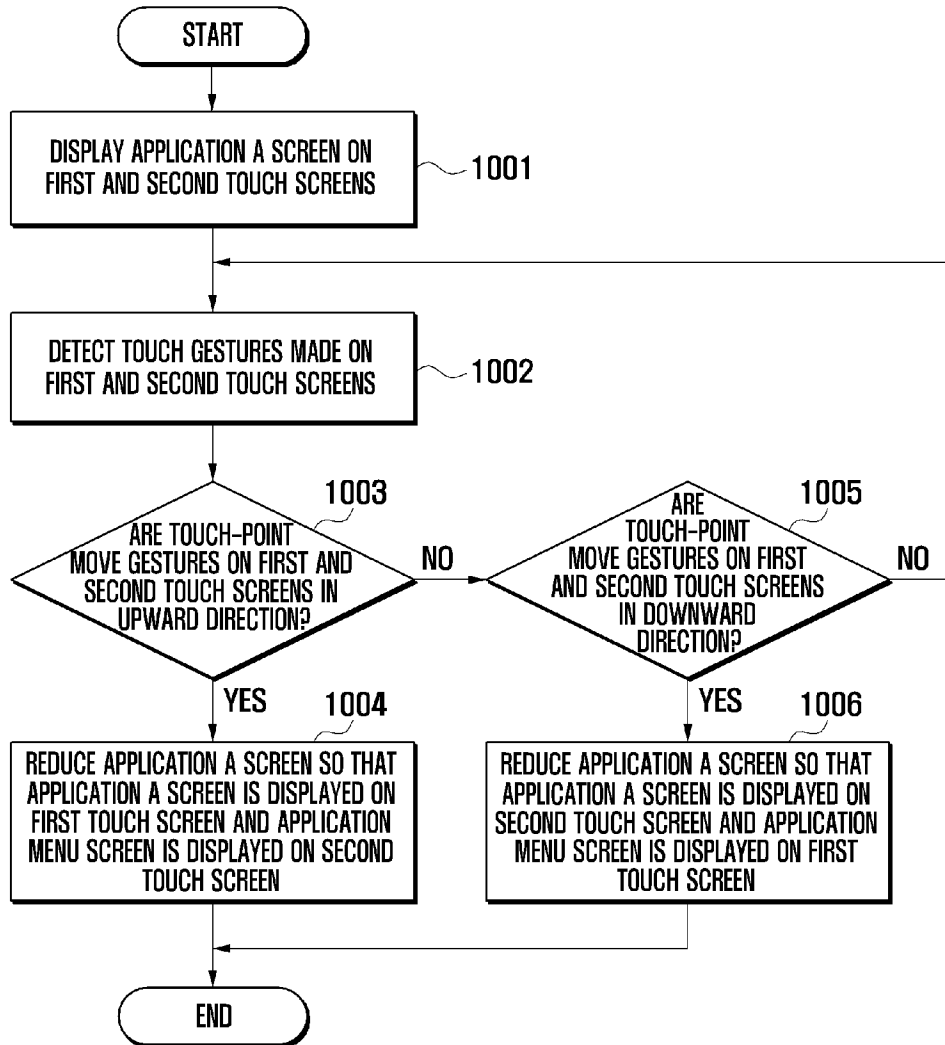 START
DISPLAY APPLICATION A SCREEN ON
FIRST AND SECOND TOUCH SCREENS
1001
DETECT TOUCH GESTURES MADE ON
FIRST AND SECOND TOUCH SCREENS
1002
1003
ARE TOUCH-POINT
MOVE GESTURES ON FIRST AND
SECOND TOUCH SCREENS IN
UPWARD DIRECTION?
NO
1005
ARE
TOUCH-POINT
MOVE GESTURES ON FIRST
AND SECOND TOUCH SCREENS
IN DOWNWARD
DIRECTION?
NO
YES
1004
REDUCE APPLICATION A SCREEN SO THAT
APPLICATION A SCREEN IS DISPLAYED ON
FIRST TOUCH SCREEN AND APPLICATION
MENU SCREEN IS DISPLAYED ON SECOND
TOUCH SCREEN
YES
1006
REDUCE APPLICATION A SCREEN SO THAT
APPLICATION A SCREEN IS DISPLAYED ON
SECOND TOUCH SCREEN AND APPLICATION
MENU SCREEN IS DISPLAYED ON FIRST
TOUCH SCREEN
END